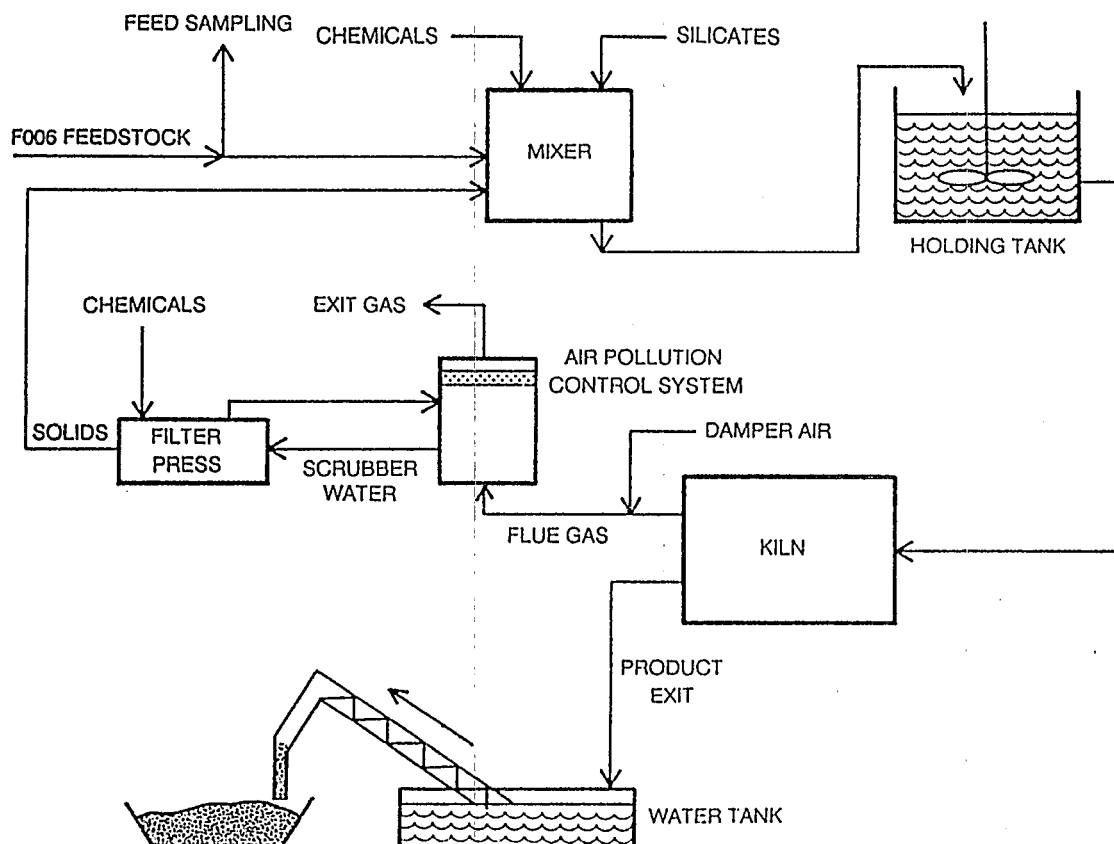 FEED SAMPLING
CHEMICALS
SILICATES
F006 FEEDSTOCK
MIXER
HOLDING TANK
CHEMICALS
EXIT GAS
AIR POLLUTION
CONTROL SYSTEM
SOLIDS
FILTER
PRESS
SCRUBBER
WATER
DAMPER AIR
FLUE GAS
KILN
PRODUCT
EXIT
WATER TANK